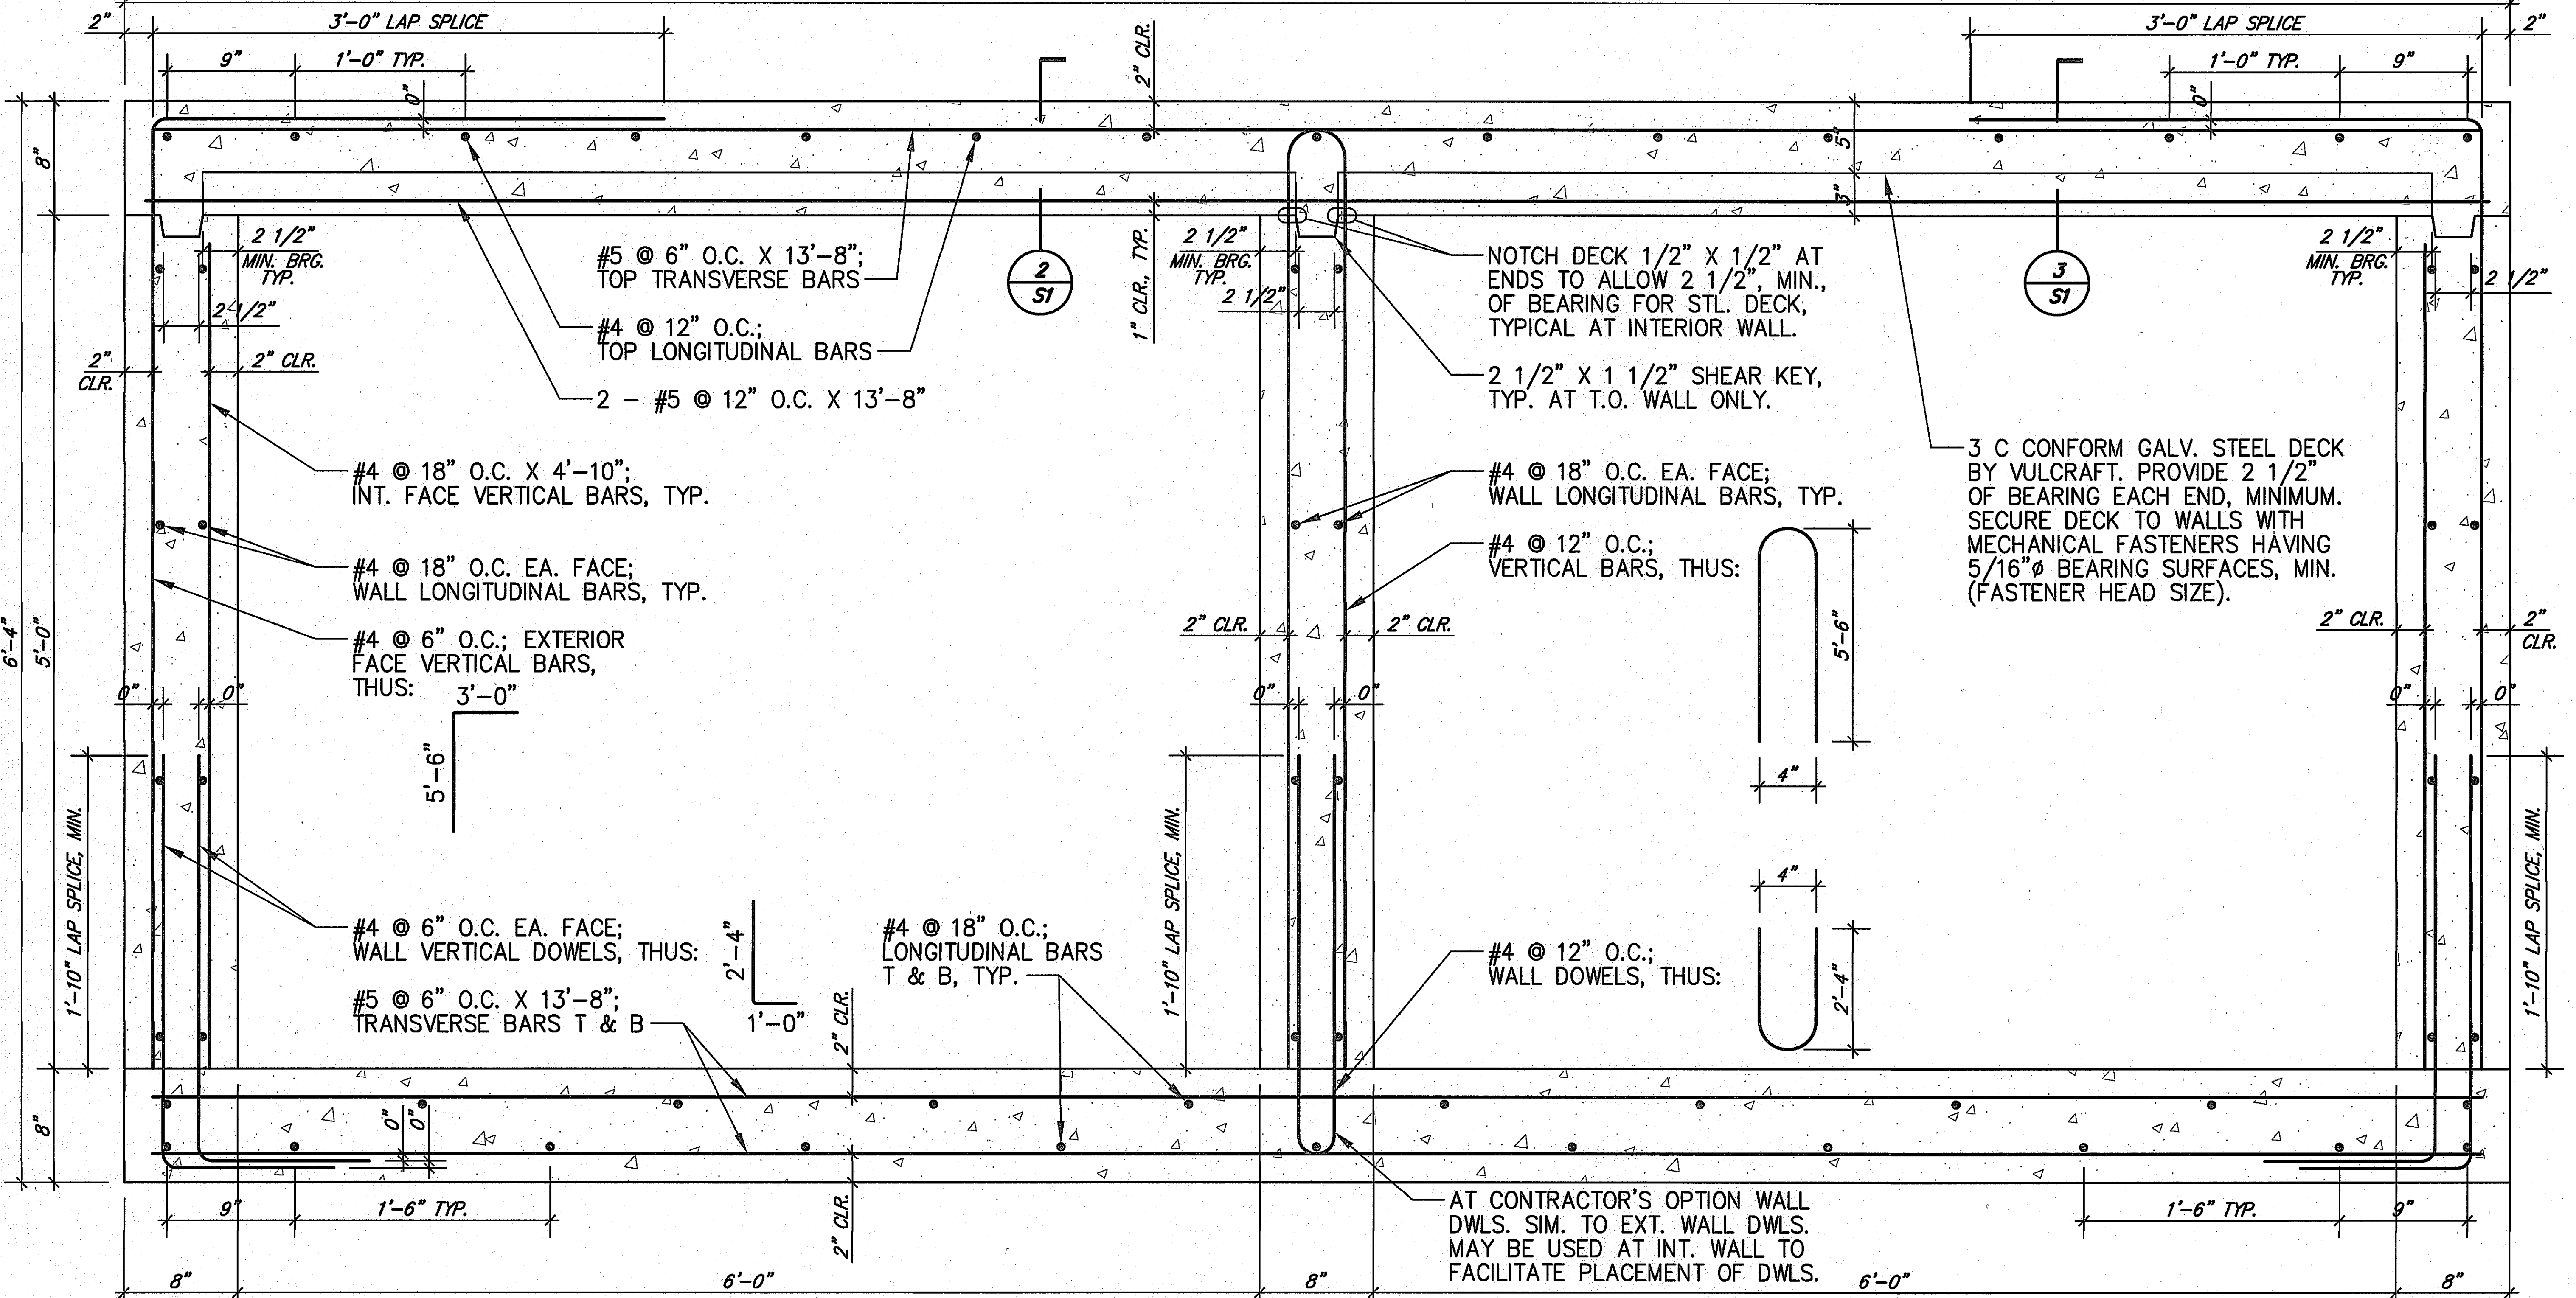 2"
3'-0" LAP SPLICE
9"
1'-0" TYP.
0"
2" CLR.
3'-0" LAP SPLICE
2"
1'-0" TYP.
9"
0"
8"
5"
3"
2 1/2"
MIN. BRG.
TYP.
2 1/2"
#5 @ 6" O.C. X 13'-8";
TOP TRANSVERSE BARS
#4 @ 12" O.C.;
TOP LONGITUDINAL BARS
2 - #5 @ 12" O.C. X 13'-8"
2
S1
1" CLR., TYP.
2 1/2"
MIN. BRG.
TYP.
2 1/2"
NOTCH DECK 1/2" X 1/2" AT
ENDS TO ALLOW 2 1/2", MIN.,
OF BEARING FOR STL. DECK,
TYPICAL AT INTERIOR WALL.
2 1/2" X 1 1/2" SHEAR KEY,
TYP. AT T.O. WALL ONLY.
3
S1
2 1/2"
MIN. BRG.
TYP.
2 1/2"
2"
CLR.
2" CLR.
#4 @ 18" O.C. X 4'-10";
INT. FACE VERTICAL BARS, TYP.
#4 @ 18" O.C. EA. FACE;
WALL LONGITUDINAL BARS, TYP.
#4 @ 6" O.C.; EXTERIOR
FACE VERTICAL BARS,
THUS:
3'-0"
5'-6"
#4 @ 18" O.C. EA. FACE;
WALL LONGITUDINAL BARS, TYP.
#4 @ 12" O.C.;
VERTICAL BARS, THUS:
5'-6"
4"
3 C CONFORM GALV. STEEL DECK
BY VULCRAFT. PROVIDE 2 1/2"
OF BEARING EACH END, MINIMUM.
SECURE DECK TO WALLS WITH
MECHANICAL FASTENERS HAVING
5/16"ø BEARING SURFACES, MIN.
(FASTENER HEAD SIZE).
6'-4"
5'-0"
2" CLR.
2" CLR.
2" CLR.
2"
CLR.
0"
0"
0"
0"
0"
0"
1'-10" LAP SPLICE, MIN.
1'-10" LAP SPLICE, MIN.
1'-10" LAP SPLICE, MIN.
#4 @ 6" O.C. EA. FACE;
WALL VERTICAL DOWELS, THUS:
2'-4"
1'-0"
#5 @ 6" O.C. X 13'-8";
TRANSVERSE BARS T & B
#4 @ 18" O.C.;
LONGITUDINAL BARS
T & B, TYP.
4"
2'-4"
#4 @ 12" O.C.;
WALL DOWELS, THUS:
2" CLR.
8"
0"
0"
9"
1'-6" TYP.
2" CLR.
AT CONTRACTOR'S OPTION WALL
DWLS. SIM. TO EXT. WALL DWLS.
MAY BE USED AT INT. WALL TO
FACILITATE PLACEMENT OF DWLS.
1'-6" TYP.
9"
8"
6'-0"
8"
6'-0"
8"